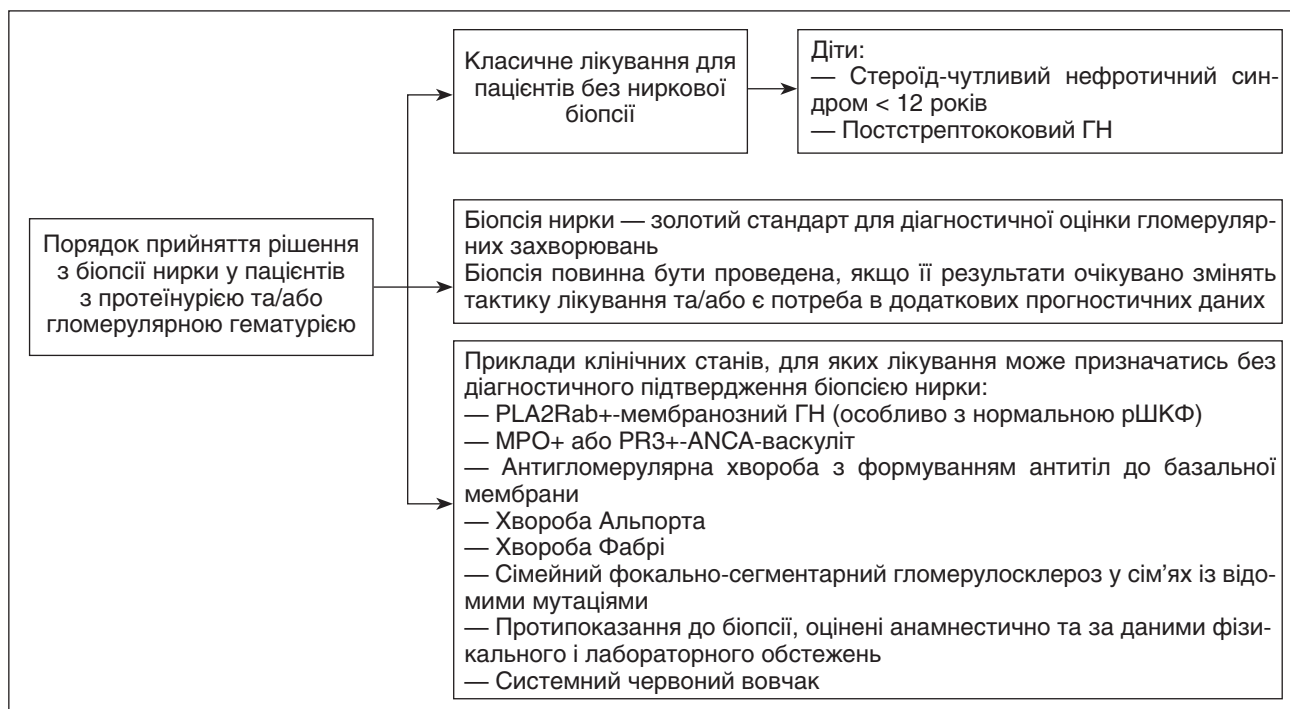 Порядок прийняття рішення
з біопсії нирки у пацієнтів
з протеїнурією та/або
гломерулярною гематурією
Класичне лікування для
пацієнтів без ниркової
біопсії
Діти:
— Стероїд-чутливий нефротичний син-
дром < 12 років
— Постстрептококовий ГН
Біопсія нирки — золотий стандарт для діагностичної оцінки гломеруляр-
них захворювань
Біопсія повинна бути проведена, якщо її результати очікувано змінять
тактику лікування та/або є потреба в додаткових прогностичних даних
Приклади клінічних станів, для яких лікування може призначатись без
діагностичного підтвердження біопсією нирки:
— PLA2Rab+-мембранозний ГН (особливо з нормальною рШКФ)
— MPO+ або PR3+-ANCA-васкуліт
— Антигломерулярна хвороба з формуванням антитіл до базальної
мембрани
— Хвороба Альпорта
— Хвороба Фабрі
— Сімейний фокально-сегментарний гломерулосклероз у сім'ях із відо-
мими мутаціями
— Протипоказання до біопсії, оцінені анамнестично та за даними фізи-
кального і лабораторного обстежень
— Системний червоний вовчак